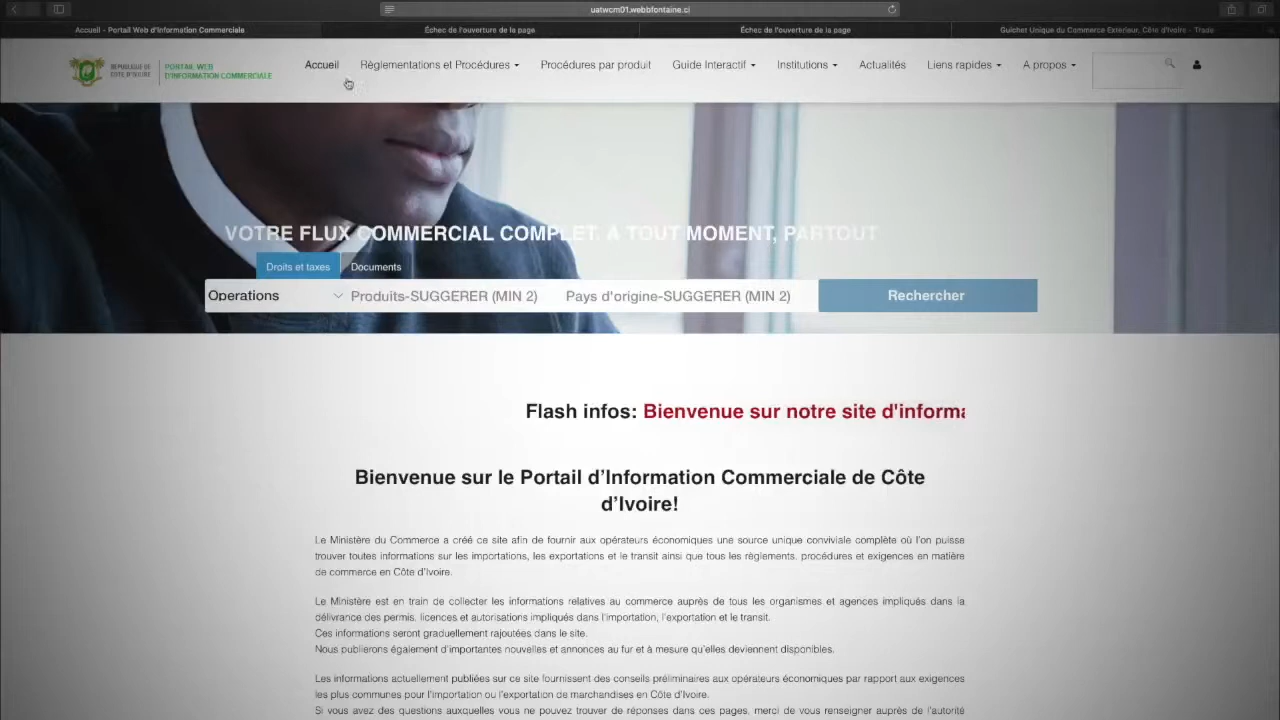 uatwcm01.webbfontaine.ci
Accueil - Portail Web d'Information Commerciale
Échec de l'ouverture de la page
Échec de l'ouverture de la page
Guichet Unique du Commerce Extérieur, Côte d'Ivoire - Trade
RÉPUBLIQUE DE
CÔTE D'IVOIRE
PORTAIL WEB
D'INFORMATION COMMERCIALE
Accueil
Règlementations et Procédures
Procédures par produit
Guide Interactif
Institutions
Actualités
Liens rapides
A propos
VOTRE FLUX COMMERCIAL COMPLET. A TOUT MOMENT, PARTOUT
Droits et taxes
Documents
Operations
Produits-SUGGERER (MIN 2)
Pays d'origine-SUGGERER (MIN 2)
Rechercher
Flash infos: Bienvenue sur notre site d'informa
Bienvenue sur le Portail d'Information Commerciale de Côte
d'Ivoire!
Le Ministère du Commerce a créé ce site afin de fournir aux opérateurs économiques une source unique conviviale complète où l'on puisse
trouver toutes informations sur les importations, les exportations et le transit ainsi que tous les règlements, procédures et exigences en matière
de commerce en Côte d'Ivoire.
Le Ministère est en train de collecter les informations relatives au commerce auprès de tous les organismes et agences impliqués dans la
délivrance des permis, licences et autorisations impliqués dans l'importation, l'exportation et le transit.
Ces informations seront graduellement rajoutées dans le site.
Nous publierons également d'importantes nouvelles et annonces au fur et à mesure qu'elles deviennent disponibles.
Les informations actuellement publiées sur ce site fournissent des conseils préliminaires aux opérateurs économiques par rapport aux exigences
les plus communes pour l'importation ou l'exportation de marchandises en Côte d'Ivoire.
Si vous avez des questions auxquelles vous ne pouvez trouver de réponses dans ces pages, merci de vous renseigner auprès de l'autorité